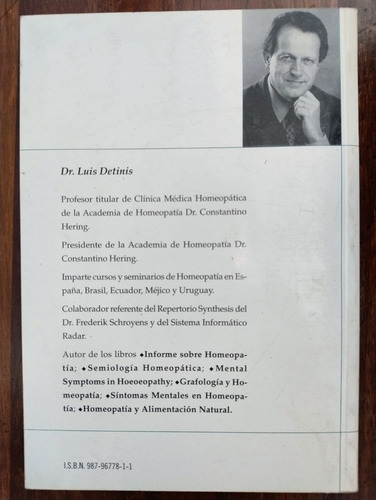 Dr. Luis Detinis
Profesor titular de Clínica Médica Homeopática
de la Academia de Homeopatía Dr. Constantino
Hering.
Presidente de la Academia de Homeopatía Dr.
Constantino Hering.
Imparte cursos y seminarios de Homeopatía en Es-
paña, Brasil, Ecuador, Méjico y Uruguay.
Colaborador referente del Repertorio Synthesis del
Dr. Frederik Schroyens y del Sistema Informático
Radar.
Autor de los libros ◆Informe sobre Homeopa-
tía; ◆Semiología Homeopática; ◆Mental
Symptoms in Hoeoeopathy; ◆Grafología y Ho-
meopatía; ◆Síntomas Mentales en Homeopa-
tía; ◆Homeopatía y Alimentación Natural.
I.S.B.N. 987-96778-1-1